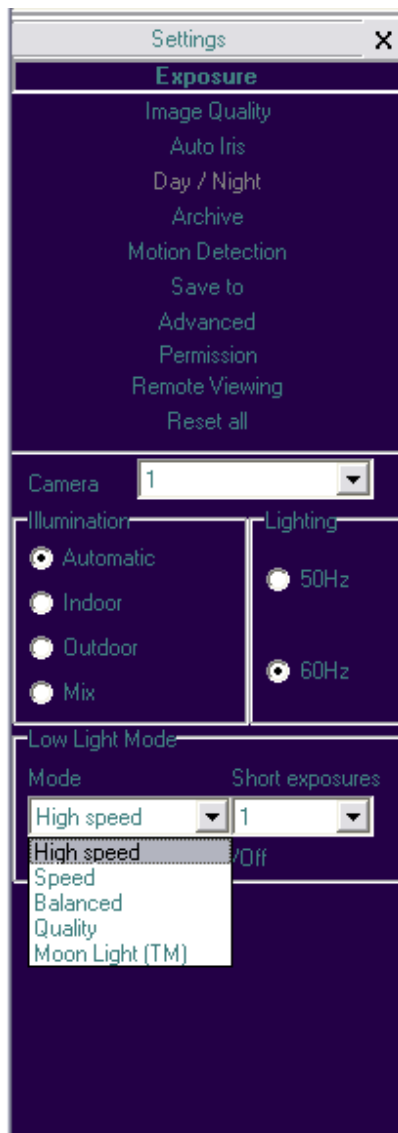 Settings X
Exposure
Image Quality
Auto Iris
Day / Night
Archive
Motion Detection
Save to
Advanced
Permission
Remote Viewing
Reset all
Camera 1
Illumination Lighting
Automatic
50Hz
Indoor
Outdoor
60Hz
Mix
Low Light Mode
Mode Short exposures
High speed 1
High speed /Off
Speed
Balanced
Quality
Moon Light (TM)